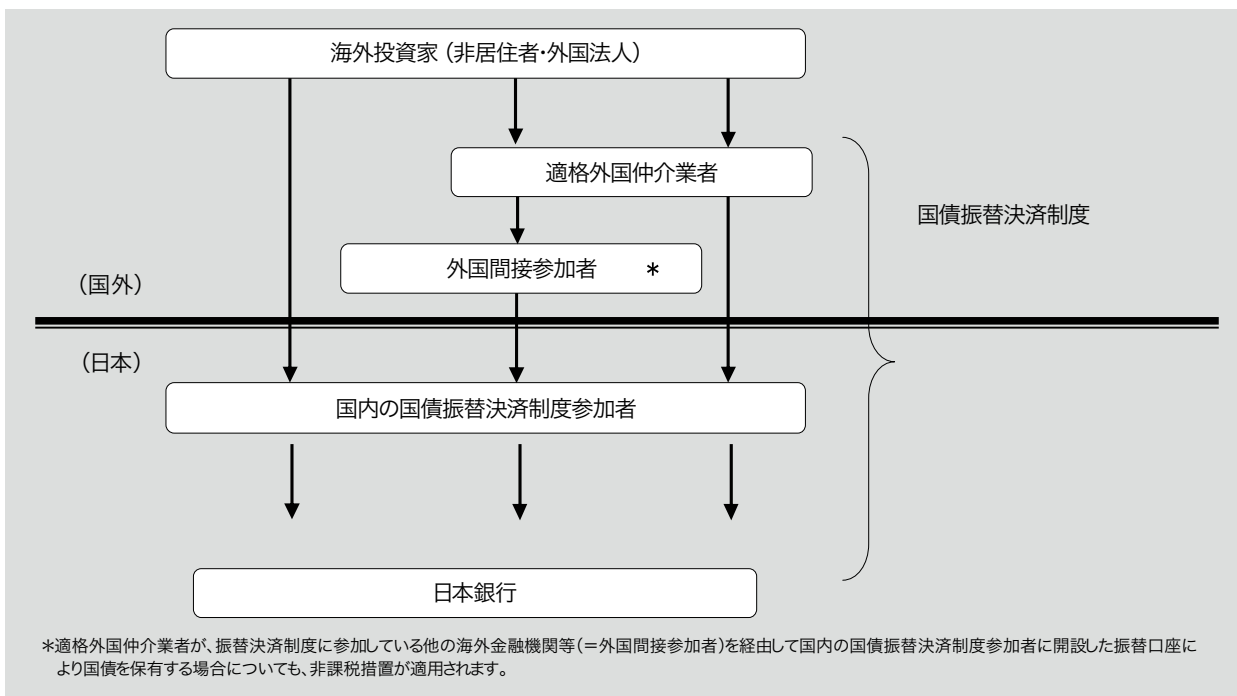 海外投資家（非居住者・外国法人）
適格外国仲介業者
国債振替決済制度
外国間接参加者　＊
（国外）
（日本）
国内の国債振替決済制度参加者
日本銀行
＊適格外国仲介業者が、振替決済制度に参加している他の海外金融機関等（＝外国間接参加者）を経由して国内の国債振替決済制度参加者に開設した振替口座に
より国債を保有する場合についても、非課税措置が適用されます。